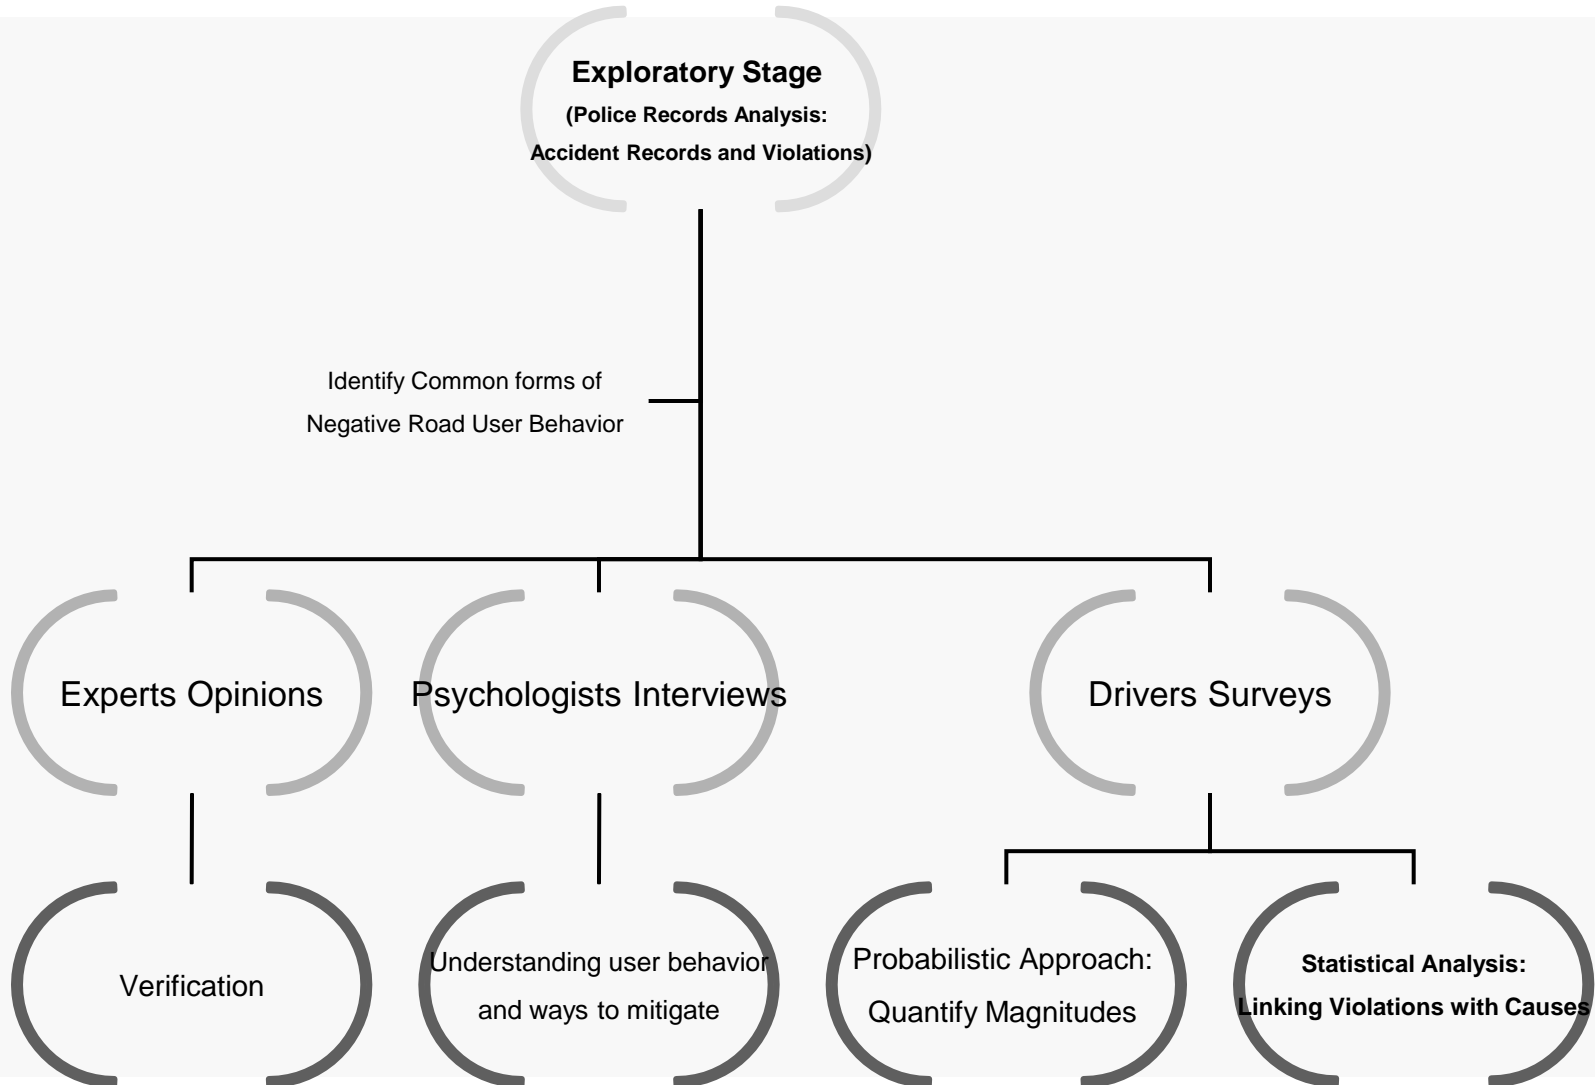 Exploratory Stage
(Police Records Analysis:
Accident Records and Violations)
Identify Common forms of
Negative Road User Behavior
Experts Opinions
Psychologists Interviews
Drivers Surveys
Verification
Understanding user behavior
and ways to mitigate
Probabilistic Approach:
Quantify Magnitudes
Statistical Analysis:
Linking Violations with Causes